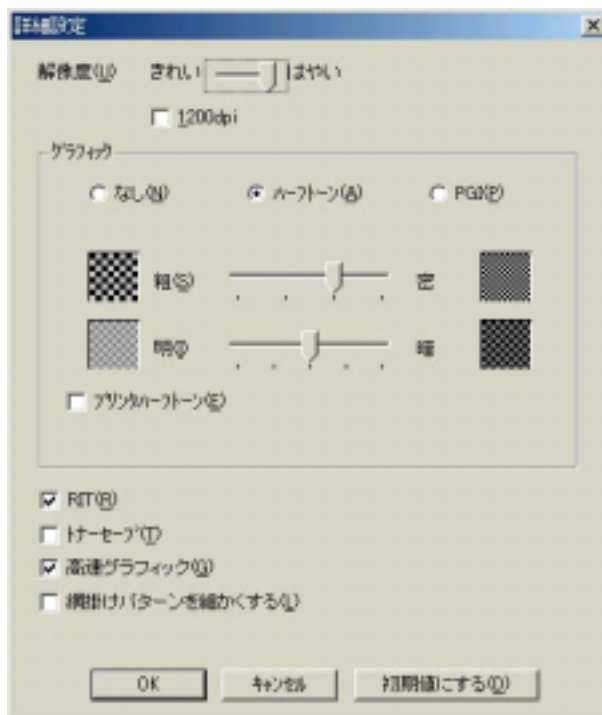 詳細設定
解像度(U) きれい はやい
1200dpi
ｸﾞﾗﾌｨｯｸ
なし(N) ﾊｰﾌﾄｰﾝ(A) PGI(P)
粗(S) 密
明(I) 暗
ﾌﾟﾘﾝﾀﾊｰﾌﾄｰﾝ(E)
RIT(R)
ﾄﾅｰｾｰﾌﾞ(T)
高速グラフィック(G)
網掛けパターンを細かくする(L)
OK ｷｬﾝｾﾙ 初期値にする(D)